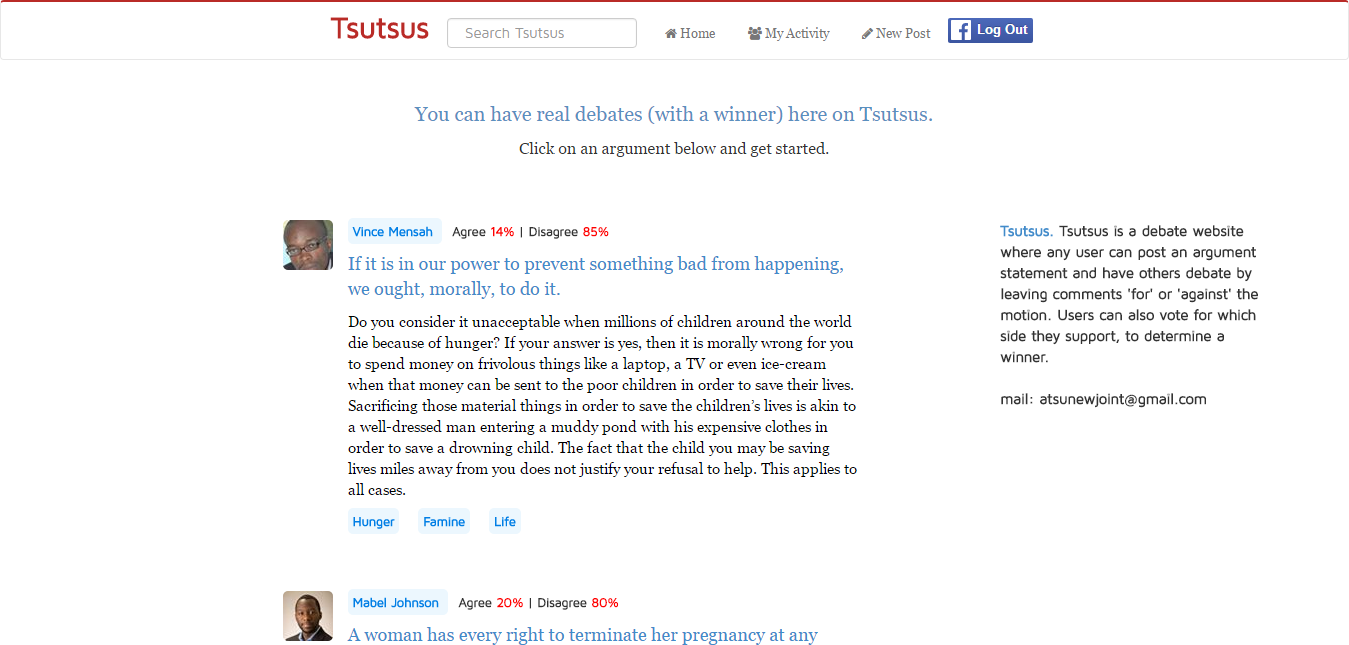 Tsutsus
Search Tsutsus
Home
My Activity
New Post
Log Out
You can have real debates (with a winner) here on Tsutsus.
Click on an argument below and get started.
Vince Mensah Agree 14% | Disagree 85%
If it is in our power to prevent something bad from happening,
we ought, morally, to do it.
Do you consider it unacceptable when millions of children around the world
die because of hunger? If your answer is yes, then it is morally wrong for you
to spend money on frivolous things like a laptop, a TV or even ice-cream
when that money can be sent to the poor children in order to save their lives.
Sacrificing those material things in order to save the children's lives is akin to
a well-dressed man entering a muddy pond with his expensive clothes in
order to save a drowning child. The fact that the child you may be saving
lives miles away from you does not justify your refusal to help. This applies to
all cases.
Hunger Famine Life
Mabel Johnson Agree 20% | Disagree 80%
A woman has every right to terminate her pregnancy at any
Tsutsus. Tsutsus is a debate website
where any user can post an argument
statement and have others debate by
leaving comments 'for' or 'against' the
motion. Users can also vote for which
side they support, to determine a
winner.
mail: atsunewjoint@gmail.com